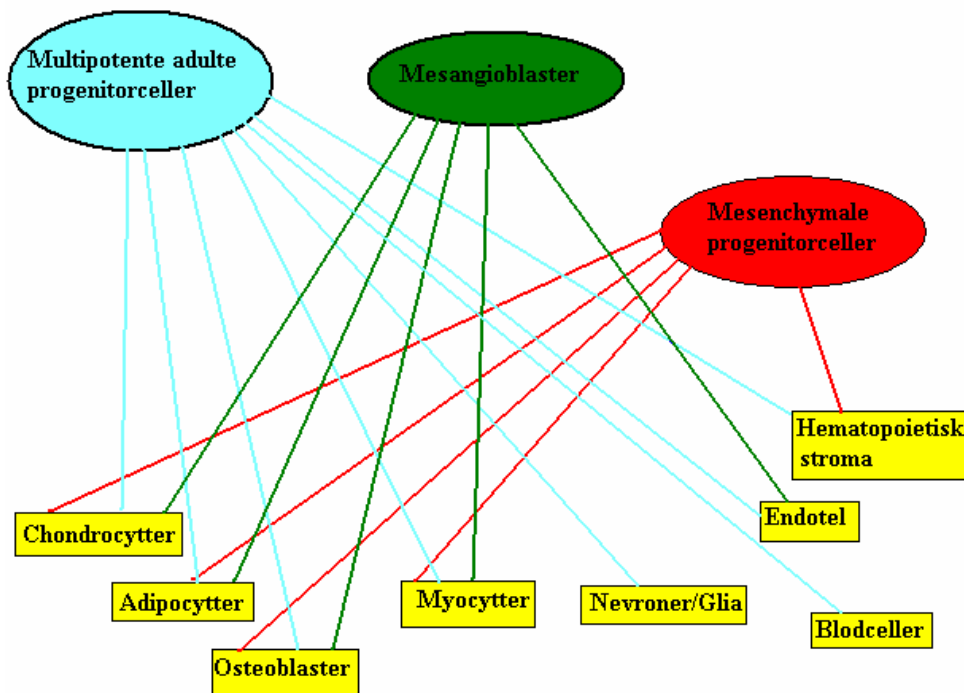 Multipotente adulte
progenitorceller
Mesangioblaster
Mesenchymale
progenitorceller
Hematopoietisk
stroma
Endotel
Chondrocytter
Adipocytter
Myocytter
Nevroner/Glia
Blodceller
Osteoblaster